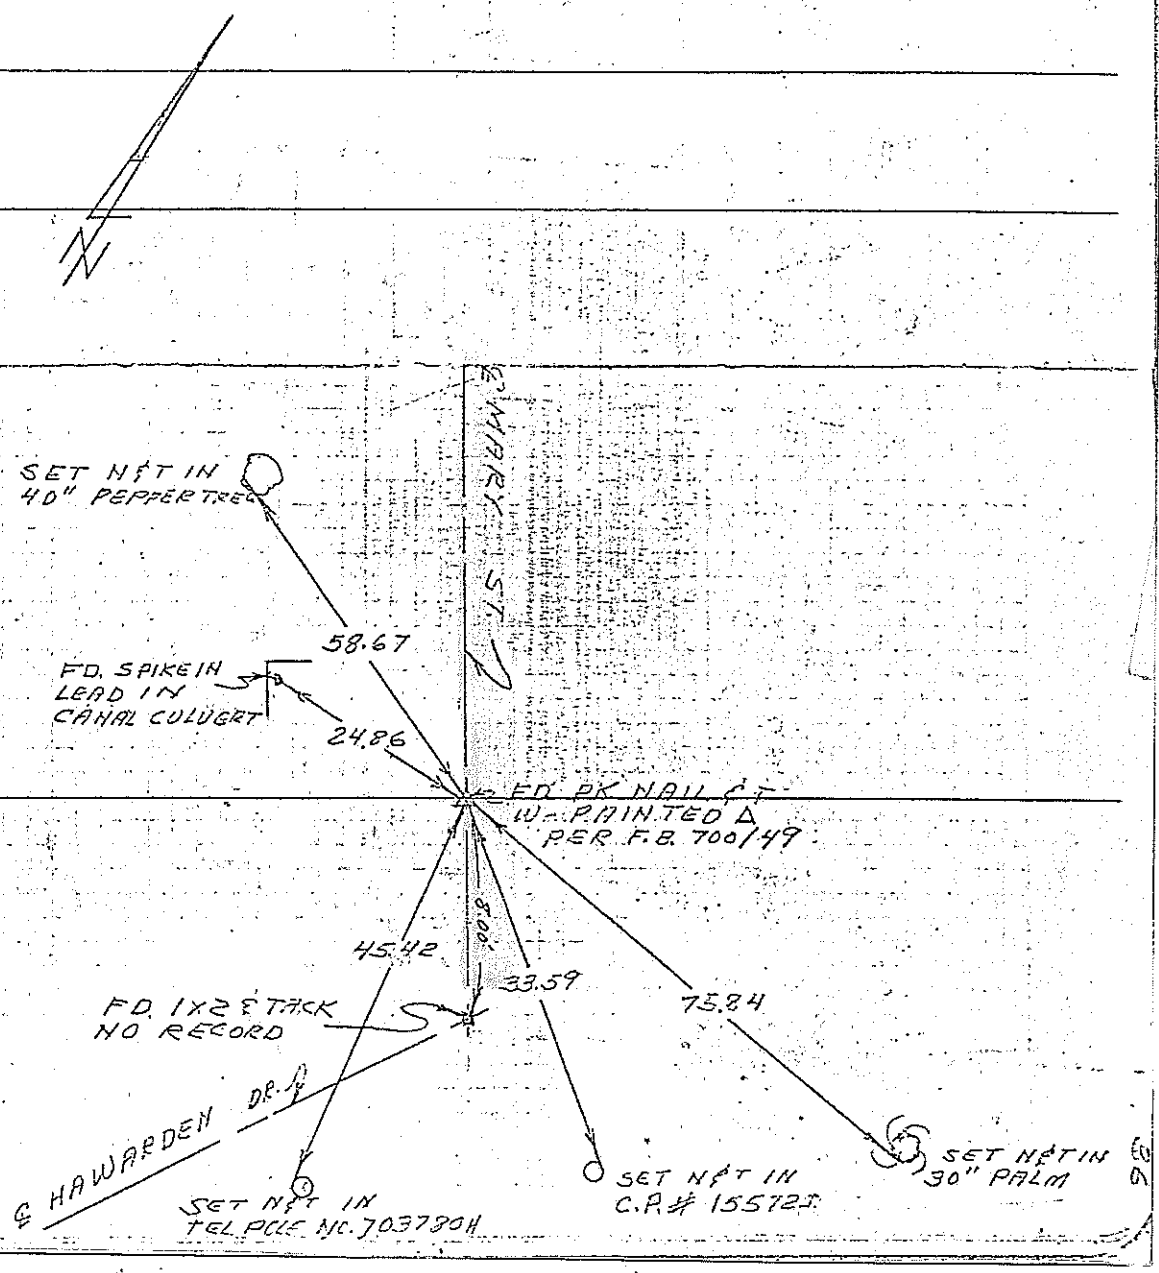 N
℄ MARY ST.
SET N&T IN
40" PEPPER TREE
58.67
FD. SPIKE IN
LEAD IN
CANAL CULVERT
24.86
FD. PK NAIL & T
W-PAINTED Δ
PER F.B. 700/49
8.00'
45.42
33.59
75.84
FD. 1X2 & TACK
NO RECORD
℄ HAWARDEN DR.
SET N&T IN
TEL POLE NO. 703780H
SET N&T IN
C.P. # 15572
SET N&T IN
30" PALM
36